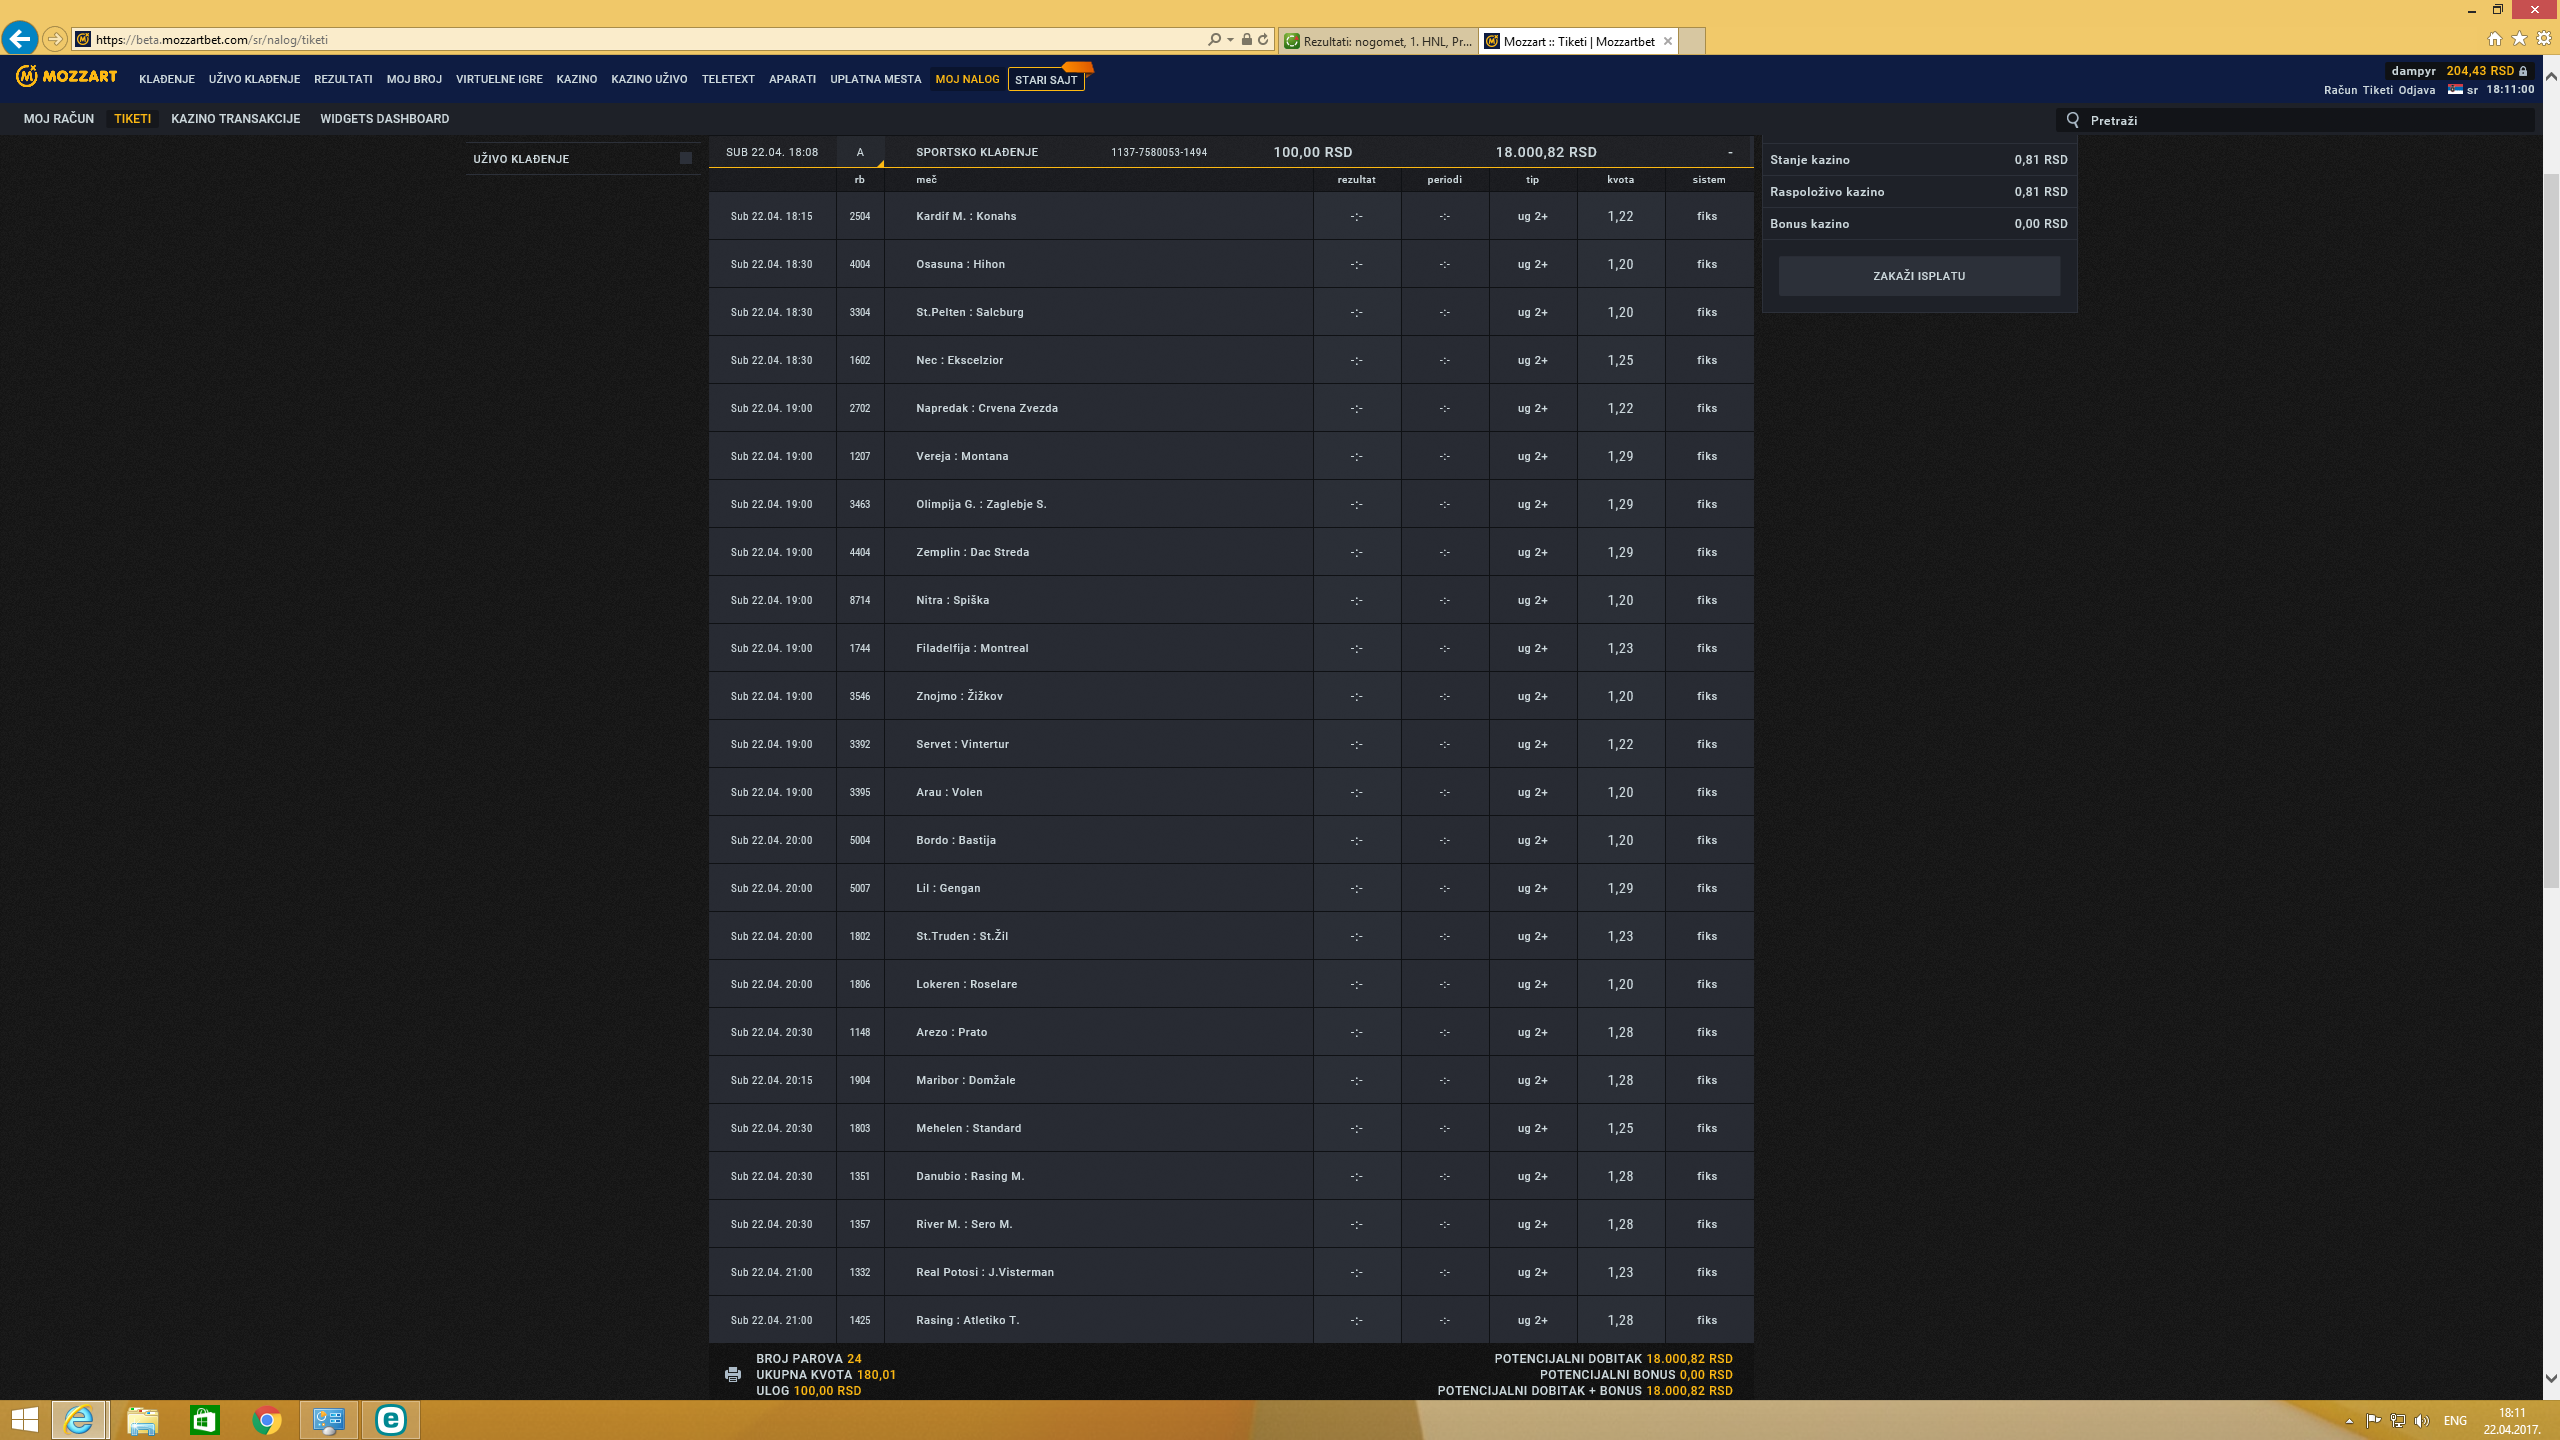 https://beta.mozzartbet.com/sr/nalog/tiketi
Rezultati: nogomet, 1. HNL, Pr...
Mozzart :: Tiketi | Mozzartbet
MOZZART KLAĐENJE UŽIVO KLAĐENJE REZULTATI MOJ BROJ VIRTUELNE IGRE KAZINO KAZINO UŽIVO TELETEXT APARATI UPLATNA MESTA MOJ NALOG STARI SAJT
dampyr 204,43 RSD
Račun Tiketi Odjava sr 18:11:00
MOJ RAČUN TIKETI KAZINO TRANSAKCIJE WIDGETS DASHBOARD
Pretraži
UŽIVO KLAĐENJE
SUB 22.04. 18:08 A SPORTSKO KLAĐENJE 1137-7580053-1494 100,00 RSD 18.000,82 RSD -
rb meč rezultat periodi tip kvota sistem
Sub 22.04. 18:15 2504 Kardif M. : Konahs -:- -:- ug 2+ 1,22 fiks
Sub 22.04. 18:30 4004 Osasuna : Hihon -:- -:- ug 2+ 1,20 fiks
Sub 22.04. 18:30 3304 St.Pelten : Salcburg -:- -:- ug 2+ 1,20 fiks
Sub 22.04. 18:30 1602 Nec : Ekscelzior -:- -:- ug 2+ 1,25 fiks
Sub 22.04. 19:00 2702 Napredak : Crvena Zvezda -:- -:- ug 2+ 1,22 fiks
Sub 22.04. 19:00 1207 Vereja : Montana -:- -:- ug 2+ 1,29 fiks
Sub 22.04. 19:00 3463 Olimpija G. : Zaglebje S. -:- -:- ug 2+ 1,29 fiks
Sub 22.04. 19:00 4404 Zemplin : Dac Streda -:- -:- ug 2+ 1,29 fiks
Sub 22.04. 19:00 8714 Nitra : Spiška -:- -:- ug 2+ 1,20 fiks
Sub 22.04. 19:00 1744 Filadelfija : Montreal -:- -:- ug 2+ 1,23 fiks
Sub 22.04. 19:00 3546 Znojmo : Žižkov -:- -:- ug 2+ 1,20 fiks
Sub 22.04. 19:00 3392 Servet : Vintertur -:- -:- ug 2+ 1,22 fiks
Sub 22.04. 19:00 3395 Arau : Volen -:- -:- ug 2+ 1,20 fiks
Sub 22.04. 20:00 5004 Bordo : Bastija -:- -:- ug 2+ 1,20 fiks
Sub 22.04. 20:00 5007 Lil : Gengan -:- -:- ug 2+ 1,29 fiks
Sub 22.04. 20:00 1802 St.Truden : St.Žil -:- -:- ug 2+ 1,23 fiks
Sub 22.04. 20:00 1806 Lokeren : Roselare -:- -:- ug 2+ 1,20 fiks
Sub 22.04. 20:30 1148 Arezo : Prato -:- -:- ug 2+ 1,28 fiks
Sub 22.04. 20:15 1904 Maribor : Domžale -:- -:- ug 2+ 1,28 fiks
Sub 22.04. 20:30 1803 Mehelen : Standard -:- -:- ug 2+ 1,25 fiks
Sub 22.04. 20:30 1351 Danubio : Rasing M. -:- -:- ug 2+ 1,28 fiks
Sub 22.04. 20:30 1357 River M. : Sero M. -:- -:- ug 2+ 1,28 fiks
Sub 22.04. 21:00 1332 Real Potosi : J.Visterman -:- -:- ug 2+ 1,23 fiks
Sub 22.04. 21:00 1425 Rasing : Atletiko T. -:- -:- ug 2+ 1,28 fiks
BROJ PAROVA 24
UKUPNA KVOTA 180,01
ULOG 100,00 RSD
POTENCIJALNI DOBITAK 18.000,82 RSD
POTENCIJALNI BONUS 0,00 RSD
POTENCIJALNI DOBITAK + BONUS 18.000,82 RSD
Stanje kazino 0,81 RSD
Raspoloživo kazino 0,81 RSD
Bonus kazino 0,00 RSD
ZAKAŽI ISPLATU
ENG
18:11
22.04.2017.